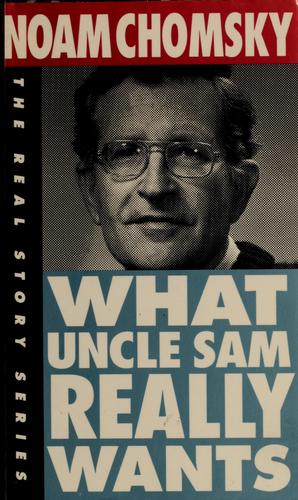 NOAM CHOMSKY
THE REAL STORY SERIES
WHAT
UNCLE SAM
REALLY
WANTS